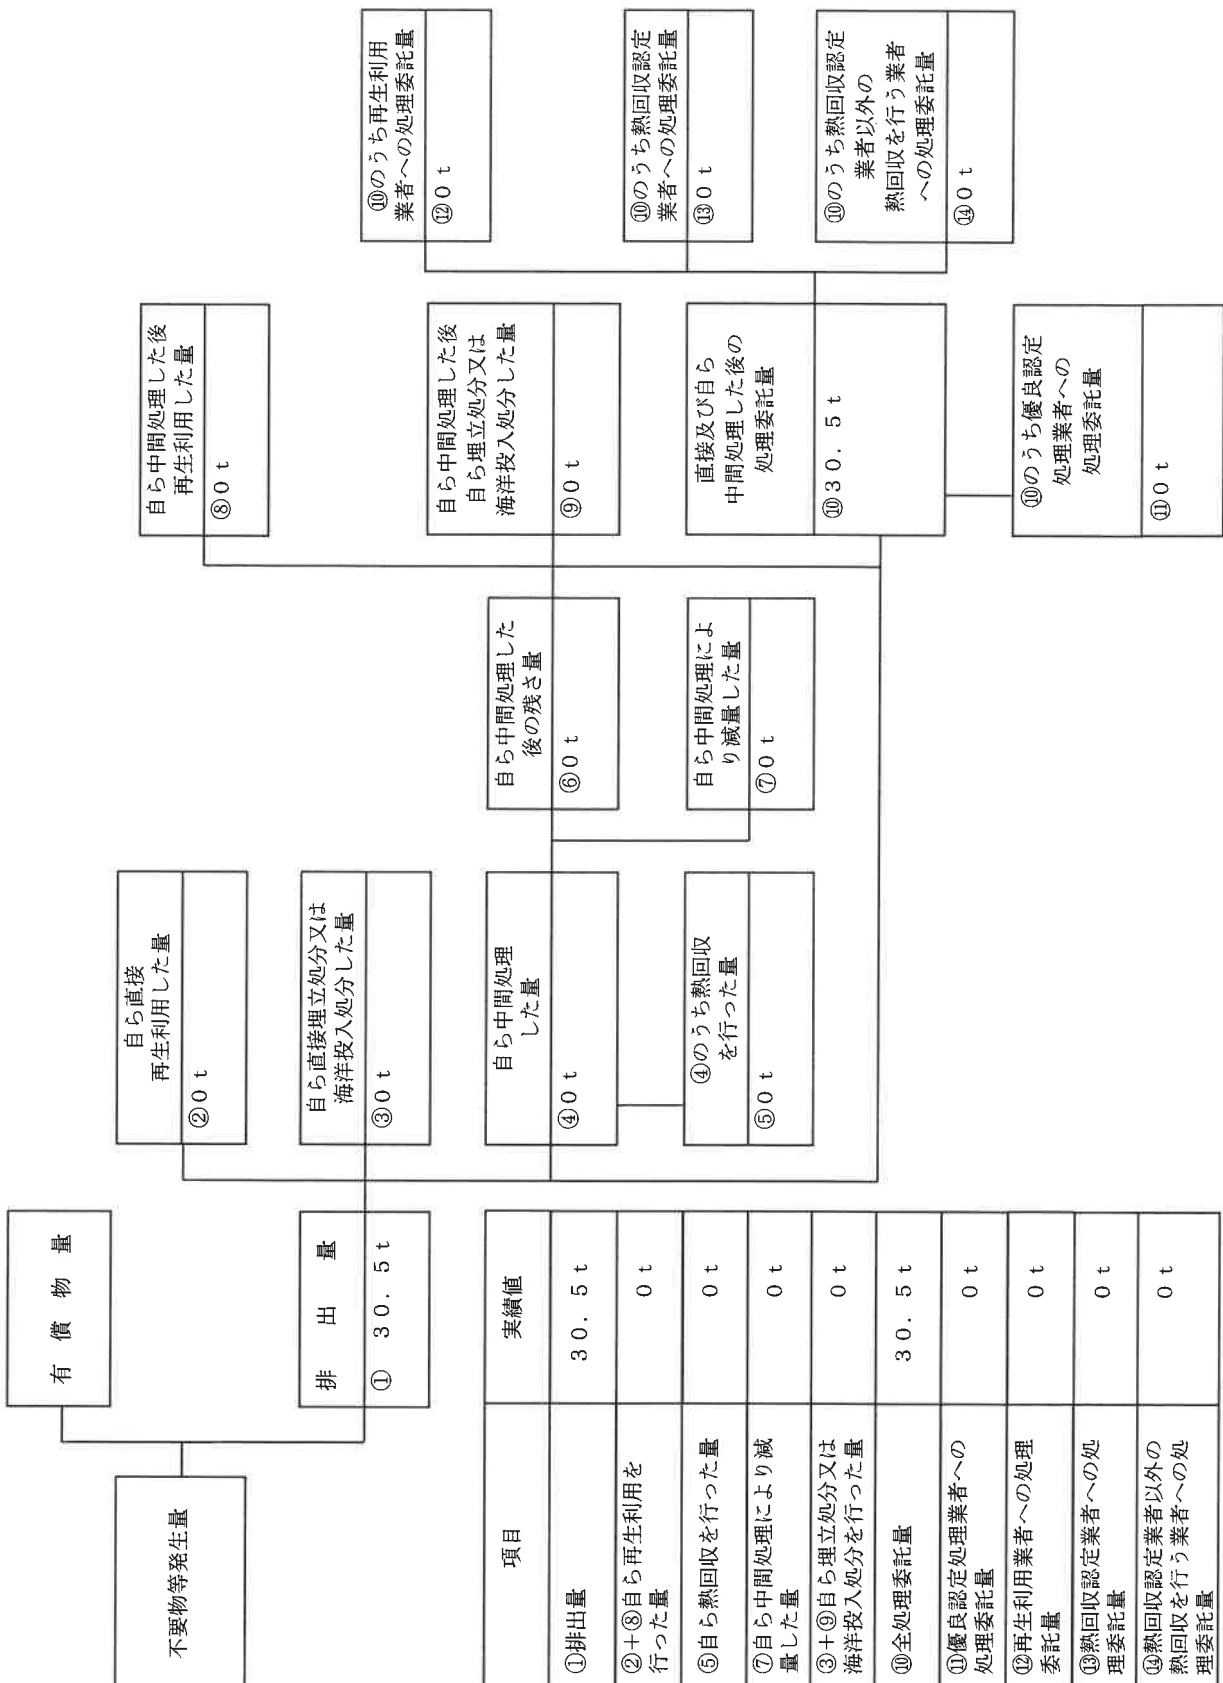 不要物等発生量
有償物量
排出量
① 30.5t
自ら直接
再生利用した量
②0t
自ら直接埋立処分又は
海洋投入処分した量
③0t
自ら中間処理
した量
④0t
④のうち熱回収
を行った量
⑤0t
自ら中間処理した
後の残さ量
⑥0t
自ら中間処理によ
り減量した量
⑦0t
自ら中間処理した後
再生利用した量
⑧0t
自ら中間処理した後
自ら埋立処分又は
海洋投入処分した量
⑨0t
直接及び自ら
中間処理した後の
処理委託量
⑩30.5t
⑩のうち優良認定
処理業者への
処理委託量
⑪0t
⑩のうち再生利用
業者への処理委託量
⑫0t
⑩のうち熱回収認定
業者への処理委託量
⑬0t
⑩のうち熱回収認定
業者以外の
熱回収を行う業者
への処理委託量
⑭0t
項目
実績値
①排出量
30.5t
②+⑧自ら再生利用を
行った量
0t
⑤自ら熱回収を行った量
0t
⑦自ら中間処理により減
量した量
0t
③+⑨自ら埋立処分又は
海洋投入処分を行った量
0t
⑩全処理委託量
30.5t
⑪優良認定処理業者への
処理委託量
0t
⑫再生利用業者への処理
委託量
0t
⑬熱回収認定業者への処
理委託量
0t
⑭熱回収認定業者以外の
熱回収を行う業者への処
理委託量
0t